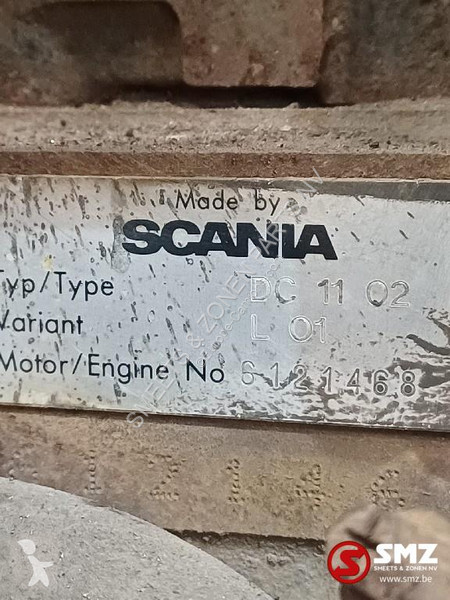 Made by
SCANIA
Typ/Type DC 11 02
Variant L 01
Motor/Engine No 6121468
SMZ
SHEETS & ZONEN NV
www.smz.be